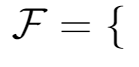 ℱ = {